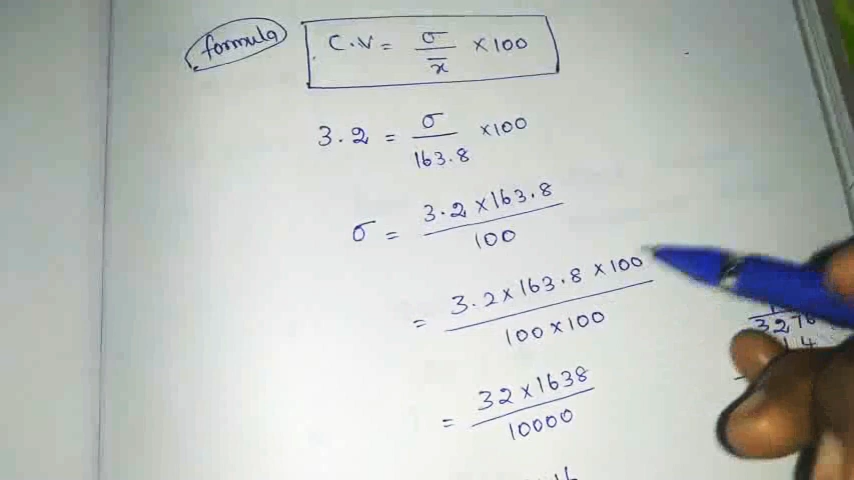 formula
C.V = σ/x̄ × 100
3.2 = σ/163.8 × 100
σ = 3.2 × 163.8 / 100
= 3.2 × 163.8 × 100 / 100 × 100
= 32 × 1638 / 10000